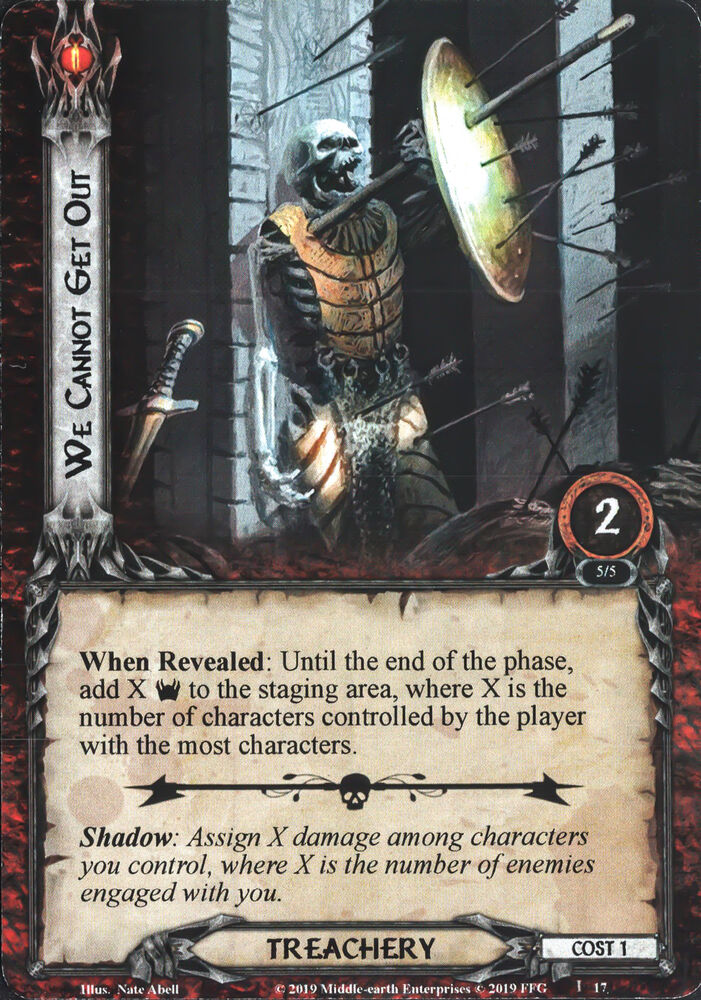 We Cannot Get Out
2
5/5
When Revealed: Until the end of the phase,
add X to the staging area, where X is the
number of characters controlled by the player
with the most characters.
Shadow: Assign X damage among characters
you control, where X is the number of enemies
engaged with you.
TREACHERY
COST 1
Illus. Nate Abell © 2019 Middle-earth Enterprises © 2019 FFG I 17